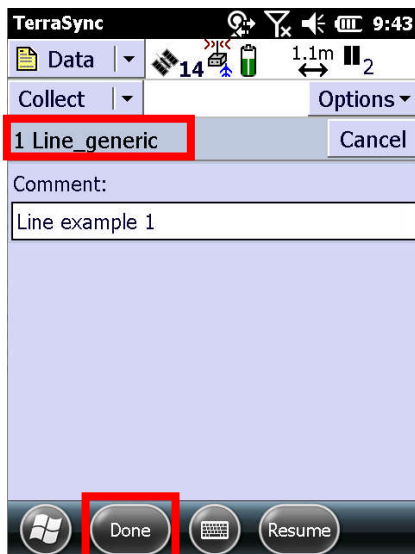 TerraSync 9:43
Data 14 1.1m 2
Collect Options
1 Line_generic Cancel
Comment:
Line example 1
Done Resume